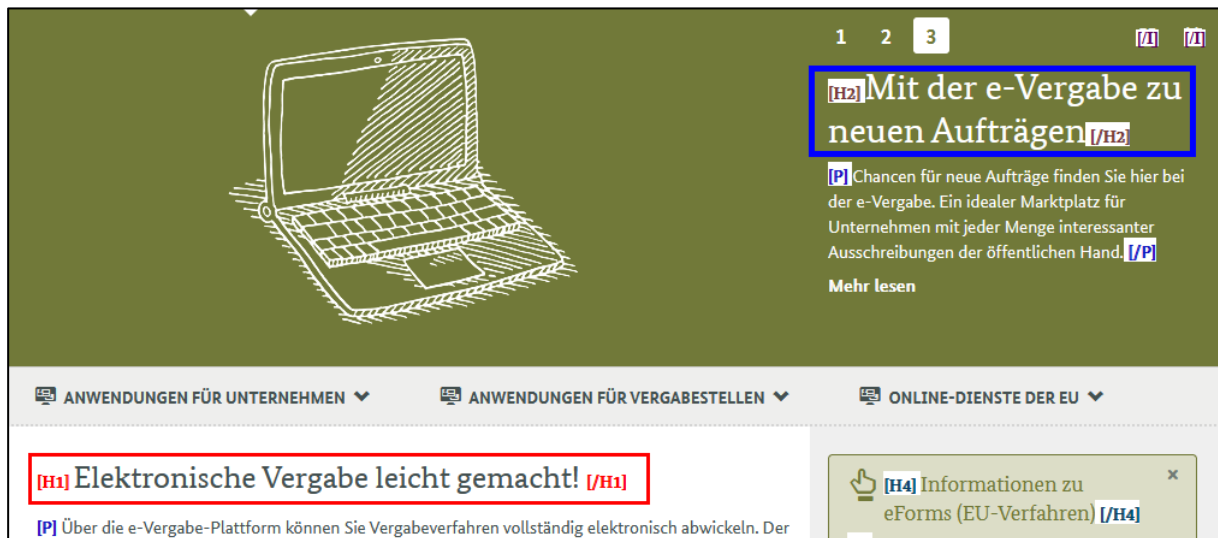 1 2 3 [/I] [/I]
[H2]Mit der e-Vergabe zu
neuen Aufträgen[/H2]
[P] Chancen für neue Aufträge finden Sie hier bei
der e-Vergabe. Ein idealer Marktplatz für
Unternehmen mit jeder Menge interessanter
Ausschreibungen der öffentlichen Hand. [/P]
Mehr lesen
ANWENDUNGEN FÜR UNTERNEHMEN ANWENDUNGEN FÜR VERGABESTELLEN ONLINE-DIENSTE DER EU
[H1] Elektronische Vergabe leicht gemacht! [/H1]
[P] Über die e-Vergabe-Plattform können Sie Vergabeverfahren vollständig elektronisch abwickeln. Der
[H4] Informationen zu ×
eForms (EU-Verfahren) [/H4]